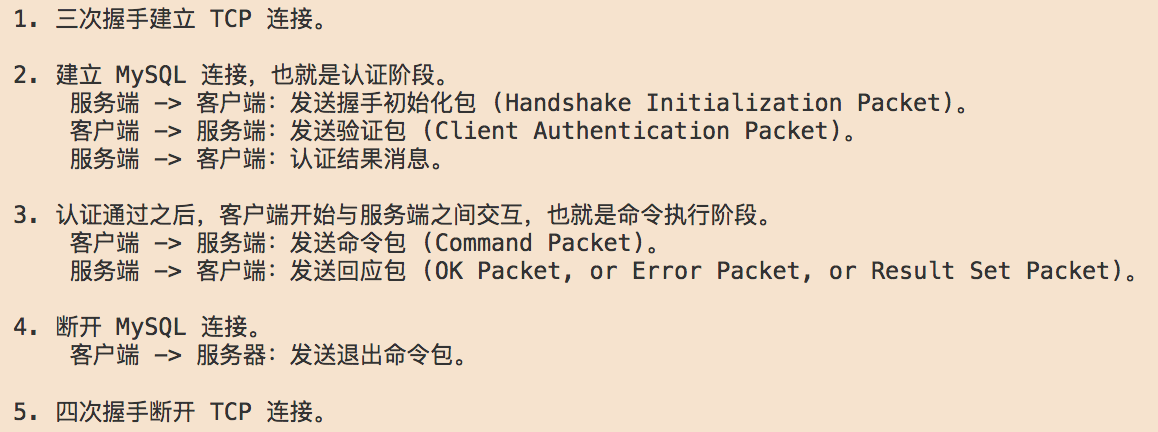 1. 三次握手建立 TCP 连接。
2. 建立 MySQL 连接，也就是认证阶段。
服务端 -> 客户端：发送握手初始化包 (Handshake Initialization Packet)。
客户端 -> 服务端：发送验证包 (Client Authentication Packet)。
服务端 -> 客户端：认证结果消息。
3. 认证通过之后，客户端开始与服务端之间交互，也就是命令执行阶段。
客户端 -> 服务端：发送命令包 (Command Packet)。
服务端 -> 客户端：发送回应包 (OK Packet, or Error Packet, or Result Set Packet)。
4. 断开 MySQL 连接。
客户端 -> 服务器：发送退出命令包。
5. 四次握手断开 TCP 连接。